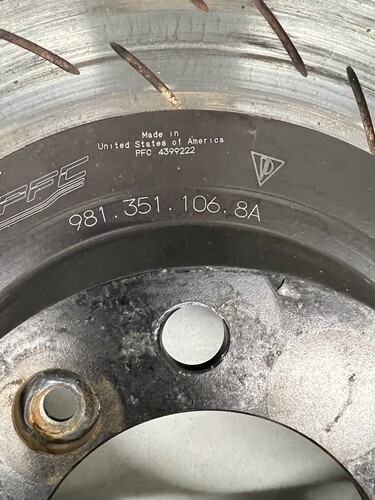 Made in
United States of America
PFC 4399222
PFC
981.351.106.8A